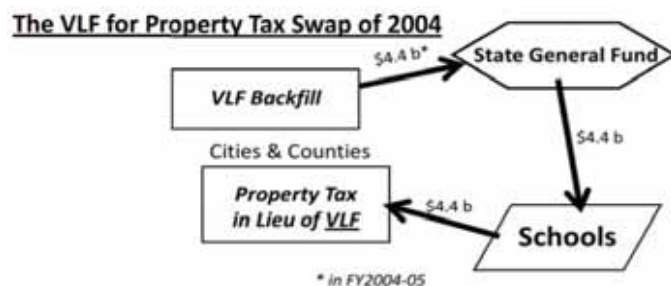 The VLF for Property Tax Swap of 2004
$4.4 b*
State General Fund
VLF Backfill
$4.4 b
Cities & Counties
Property Tax
in Lieu of VLF
$4.4 b
Schools
* in FY2004-05